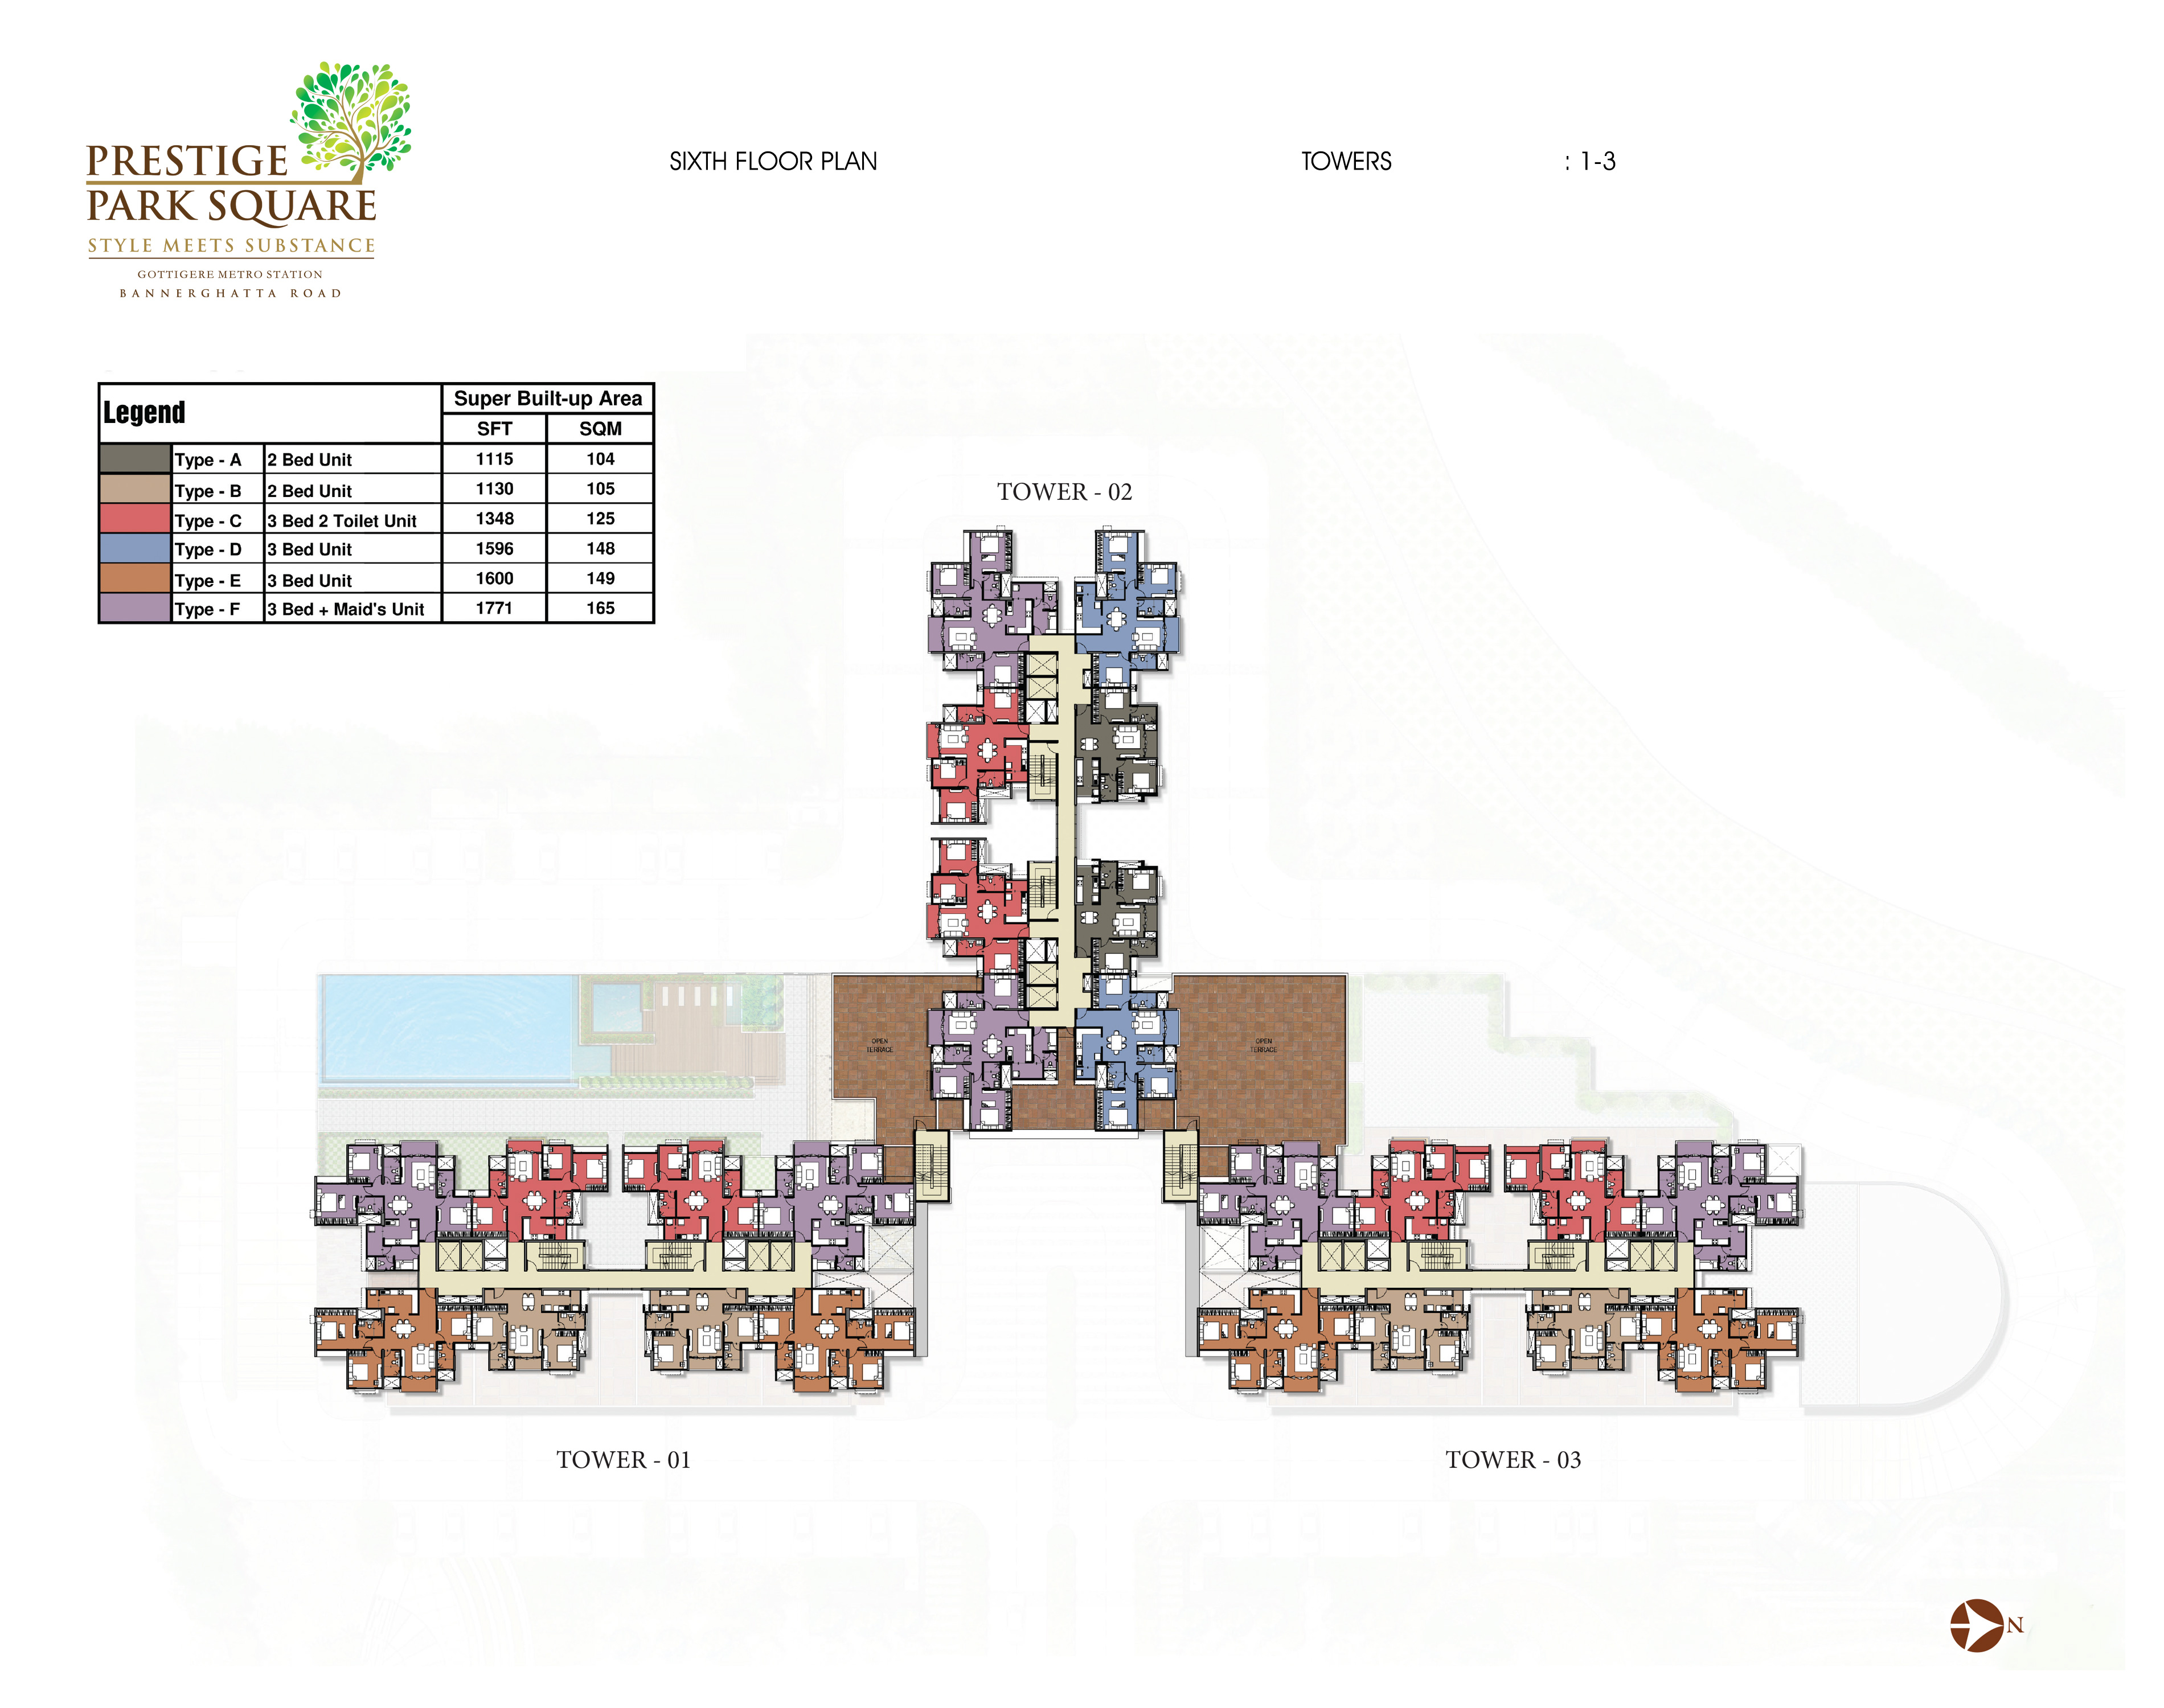 PRESTIGE
PARK SQUARE
STYLE MEETS SUBSTANCE
GOTTIGERE METRO STATION
BANNERGHATTA ROAD
SIXTH FLOOR PLAN
TOWERS : 1-3
Legend Super Built-up Area
SFT SQM
Type - A 2 Bed Unit 1115 104
Type - B 2 Bed Unit 1130 105
Type - C 3 Bed 2 Toilet Unit 1348 125
Type - D 3 Bed Unit 1596 148
Type - E 3 Bed Unit 1600 149
Type - F 3 Bed + Maid's Unit 1771 165
TOWER - 02
OPEN
TERRACE
OPEN
TERRACE
TOWER - 01
TOWER - 03
N